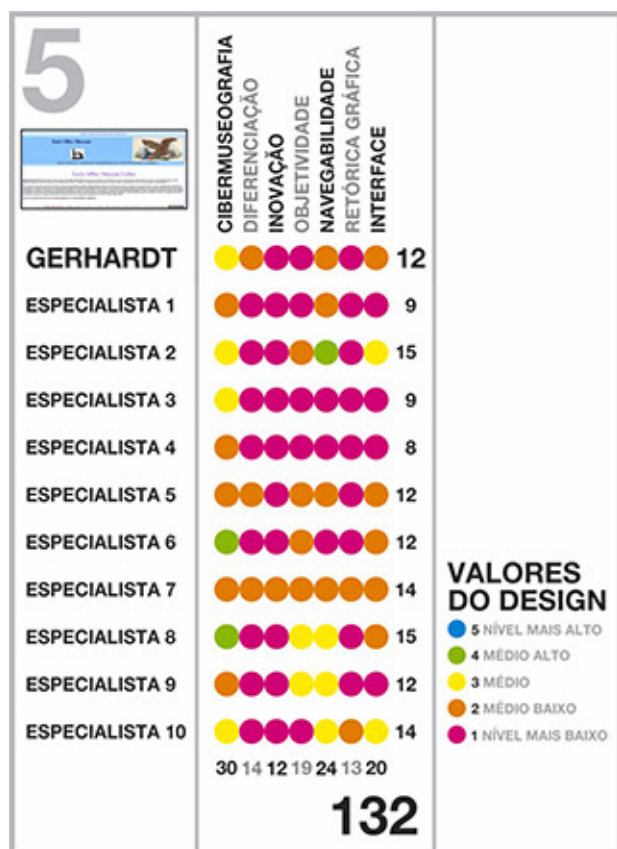 5
CIBERMUSEOGRAFIA
DIFERENCIAÇÃO
INOVAÇÃO
OBJETIVIDADE
NAVEGABILIDADE
RETÓRICA GRÁFICA
INTERFACE
GERHARDT 12
ESPECIALISTA 1 9
ESPECIALISTA 2 15
ESPECIALISTA 3 9
ESPECIALISTA 4 8
ESPECIALISTA 5 12
ESPECIALISTA 6 12
ESPECIALISTA 7 14
ESPECIALISTA 8 15
ESPECIALISTA 9 12
ESPECIALISTA 10 14
30 14 12 19 24 13 20
132
VALORES
DO DESIGN
5 NÍVEL MAIS ALTO
4 MÉDIO ALTO
3 MÉDIO
2 MÉDIO BAIXO
1 NÍVEL MAIS BAIXO